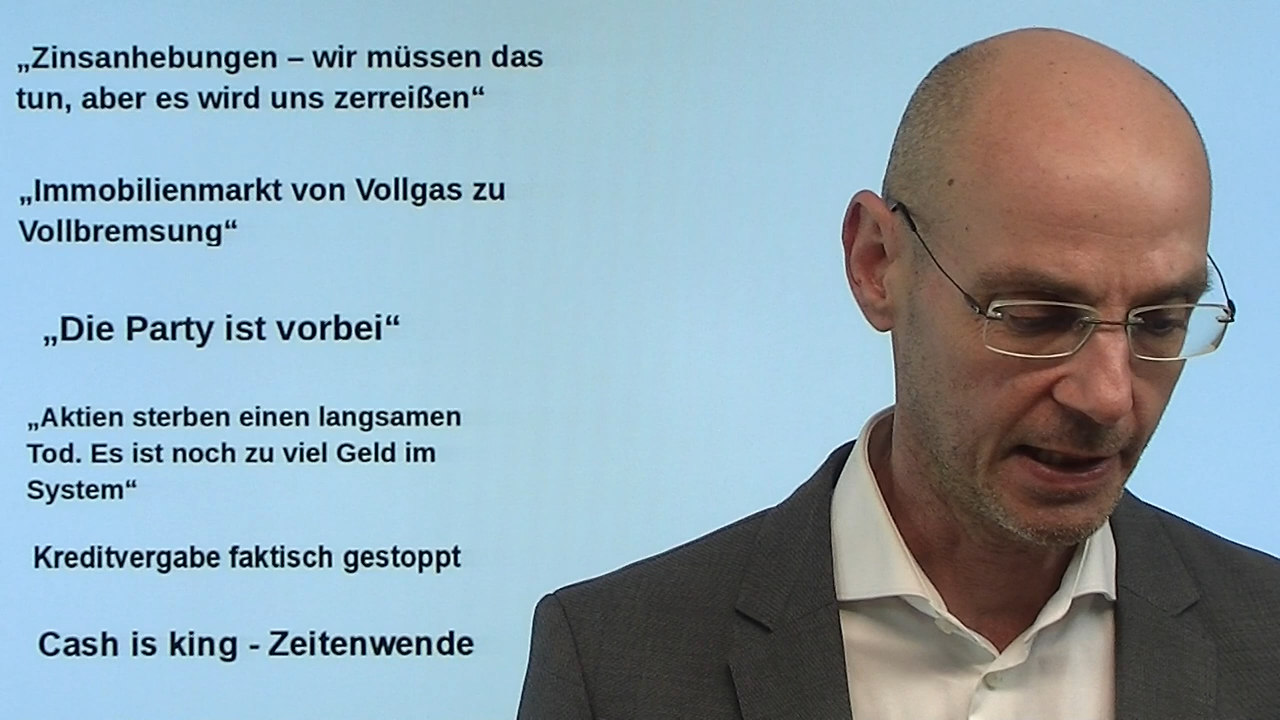 „Zinsanhebungen – wir müssen das
tun, aber es wird uns zerreißen“
„Immobilienmarkt von Vollgas zu
Vollbremsung“
„Die Party ist vorbei“
„Aktien sterben einen langsamen
Tod. Es ist noch zu viel Geld im
System“
Kreditvergabe faktisch gestoppt
Cash is king - Zeitenwende